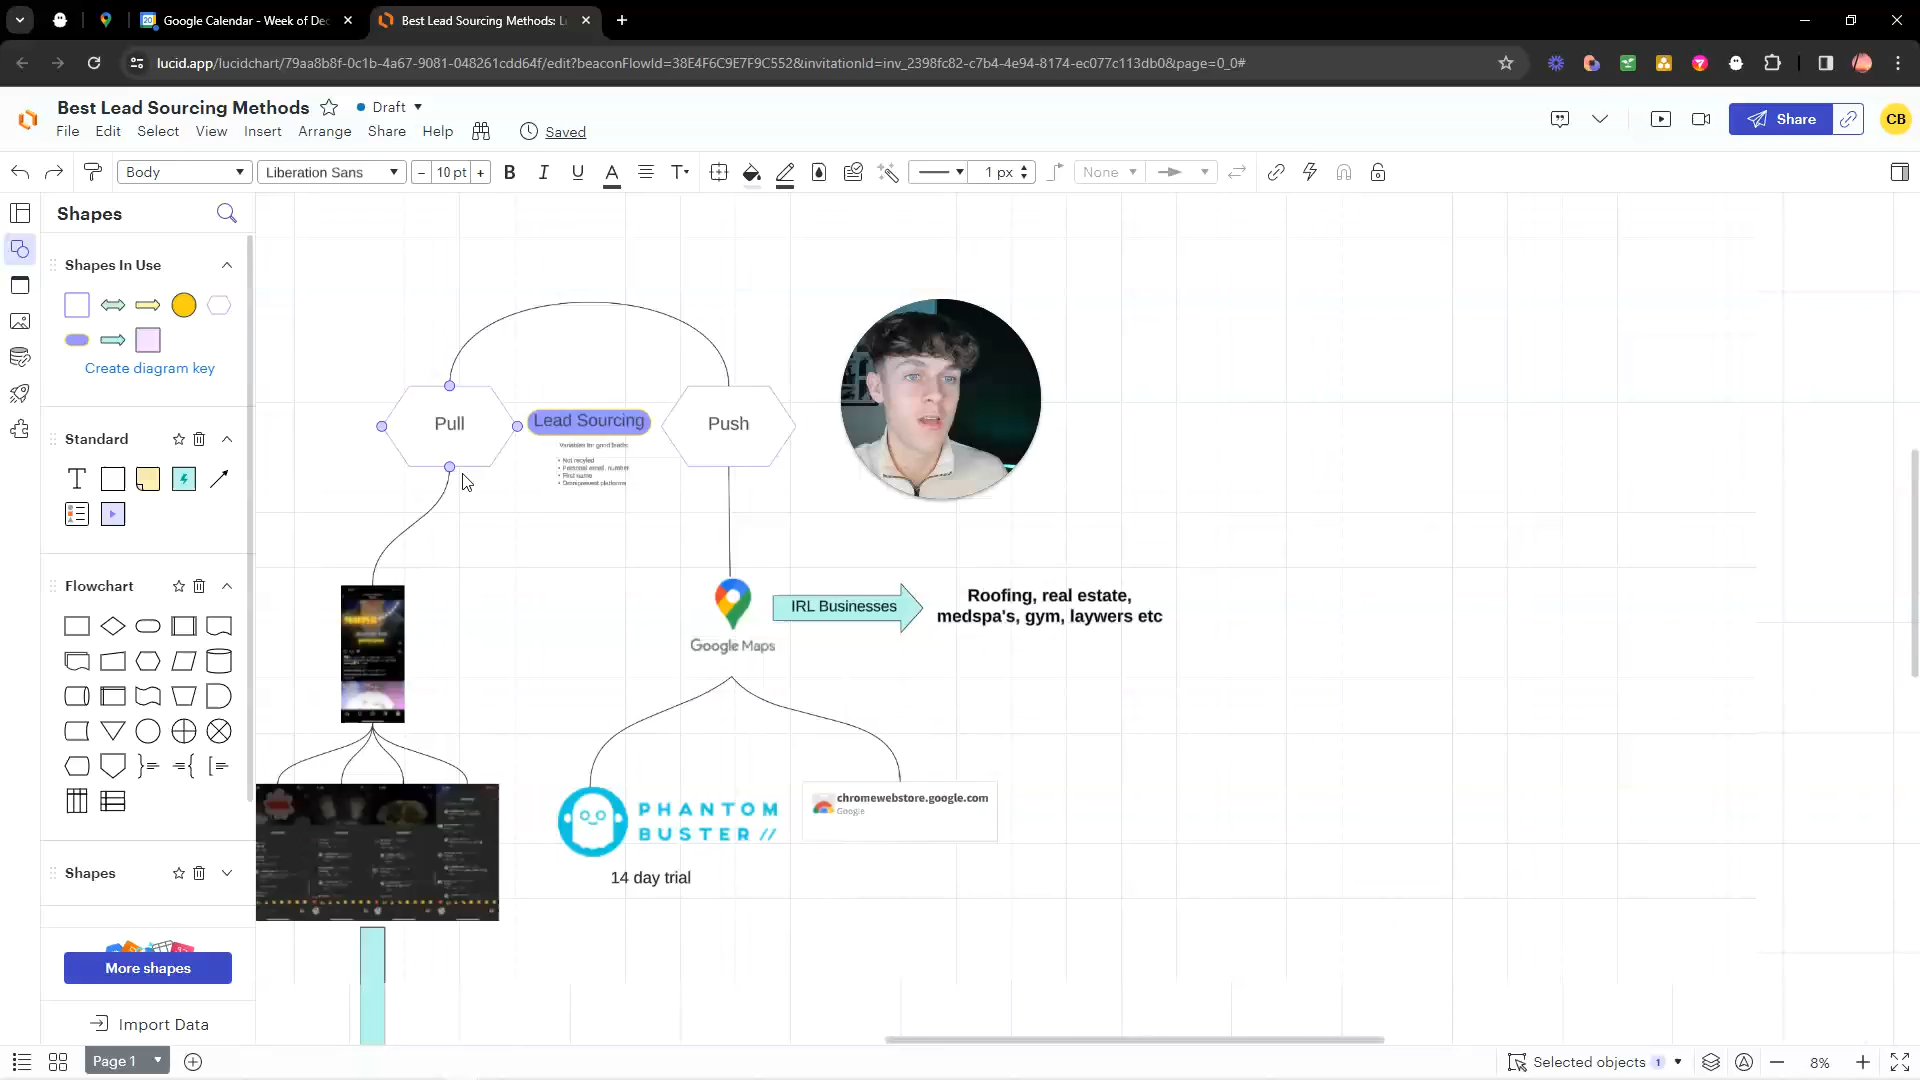 Google Calendar - Week of Dec
Best Lead Sourcing Methods: L
lucid.app/lucidchart/79aa8b8f-0c1b-4a67-9081-048261cdd64f/edit?beaconFlowId=38E4F6C9E7F9C552&invitationId=inv_2398fc82-c7b4-4e94-8174-ec077c113db0&page=0_0#
Best Lead Sourcing Methods
Draft
File Edit Select View Insert Arrange Share Help Saved
Share
CB
Body
Liberation Sans
10 pt
B I U A T
1 px
None
Shapes
Shapes In Use
Create diagram key
Standard
Flowchart
Shapes
More shapes
Import Data
Pull
Lead Sourcing
Push
Variables for good leads
• Not recyled
• Personal email, number
• First name
• Omnipresent platforms
Google Maps
IRL Businesses
Roofing, real estate,
medspa's, gym, laywers etc
PHANTOM
BUSTER //
14 day trial
chromewebstore.google.com
Google
Page 1
Selected objects 1
8%